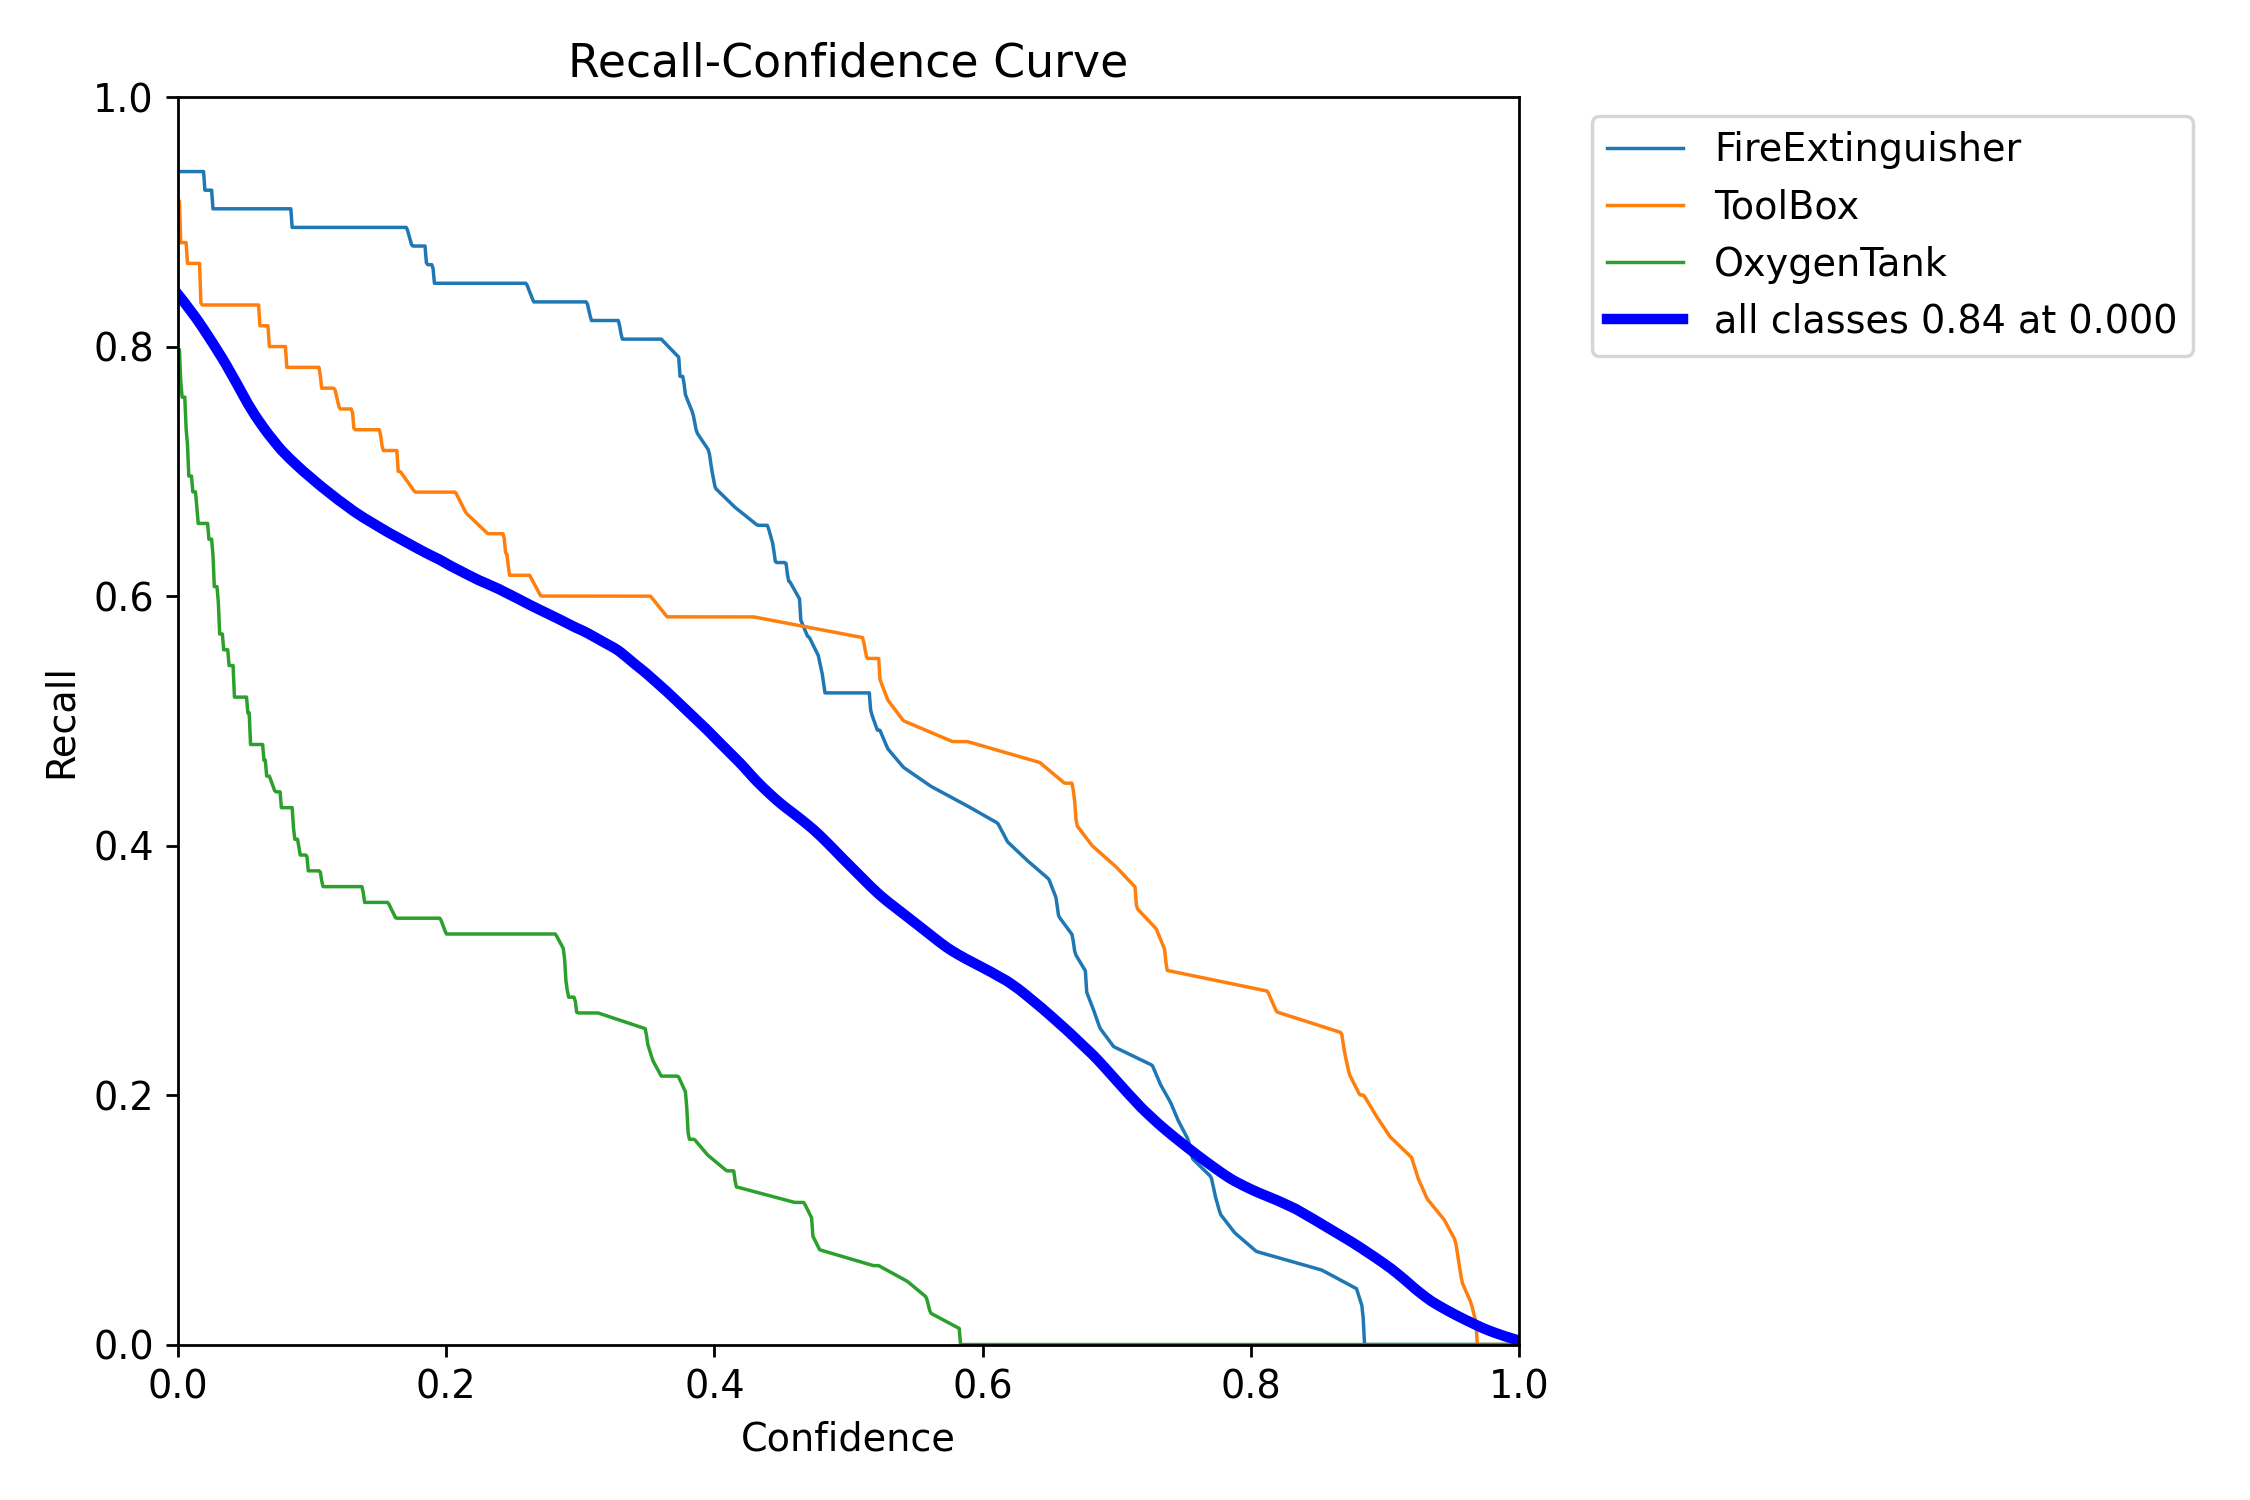 Recall-Confidence Curve
1.0
0.8
0.6
0.4
0.2
0.0
Recall
0.0 0.2 0.4 0.6 0.8 1.0
Confidence
FireExtinguisher
ToolBox
OxygenTank
all classes 0.84 at 0.000